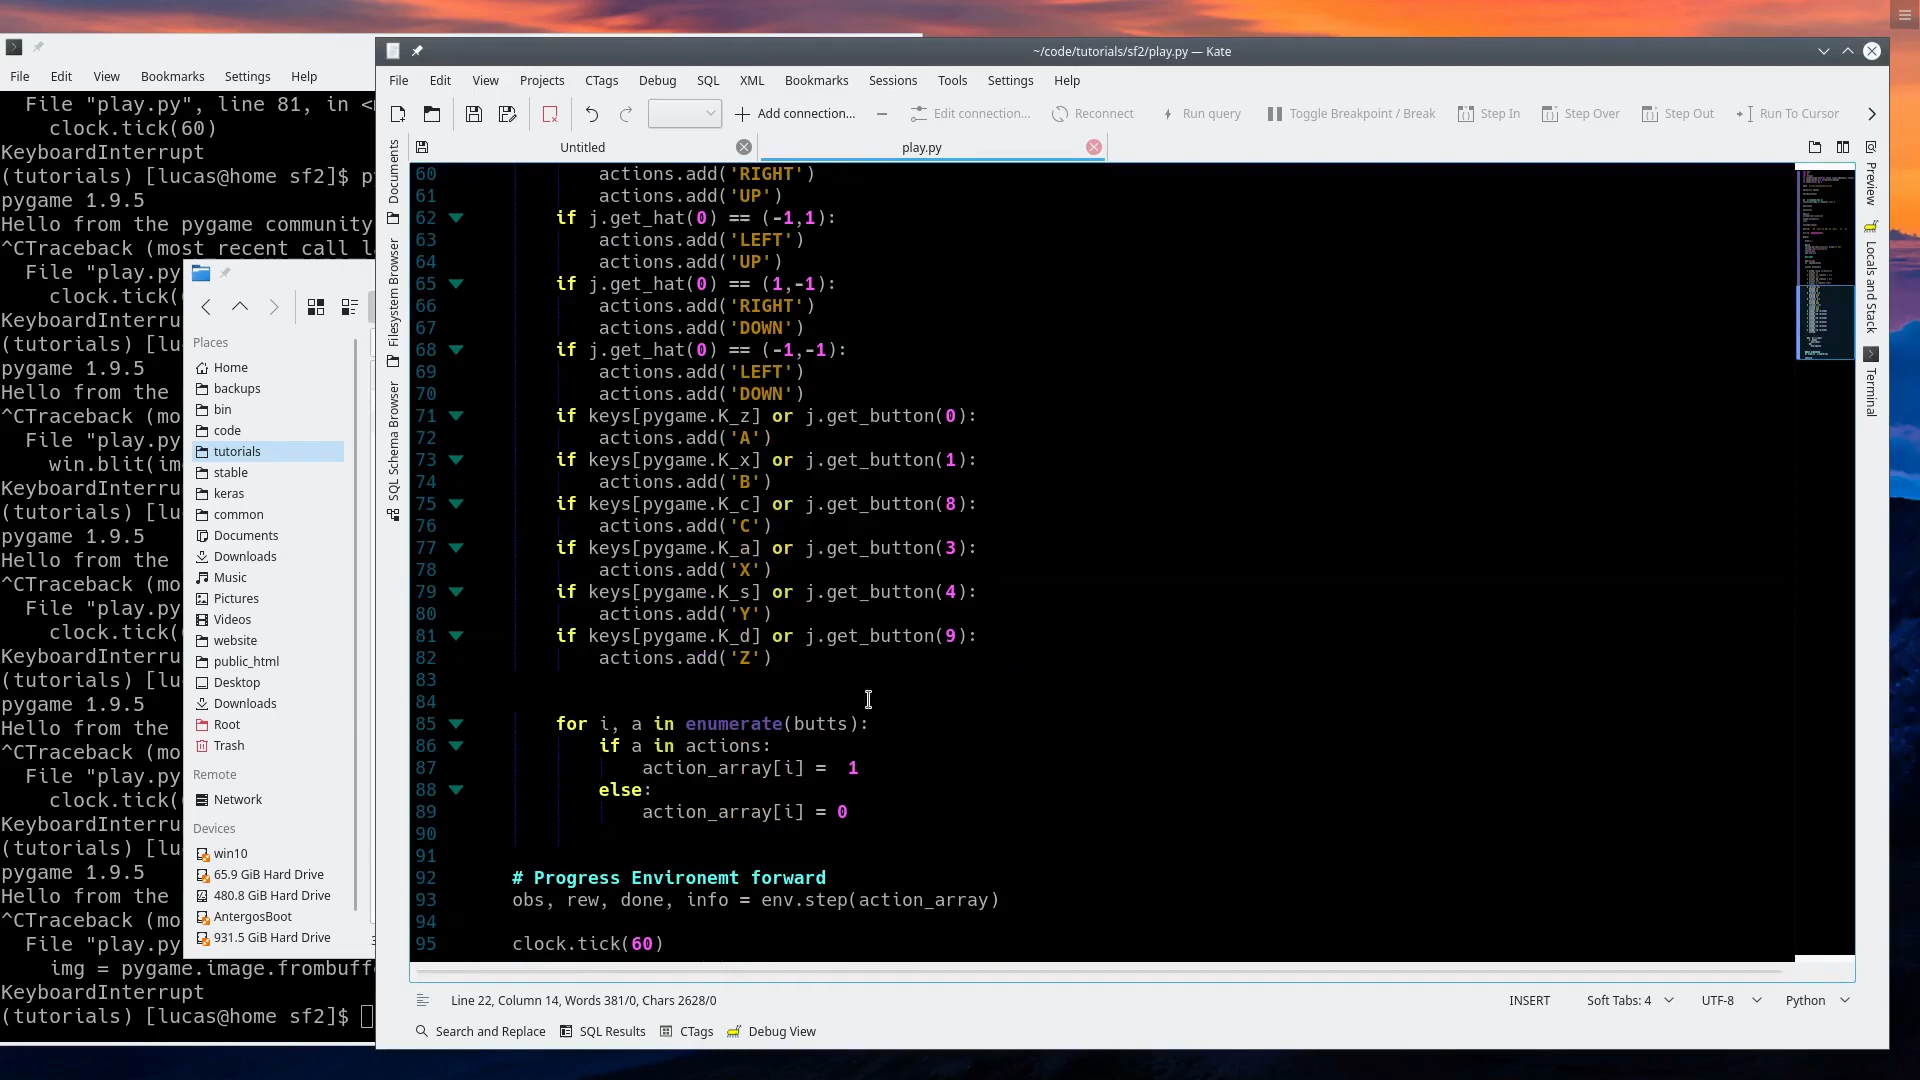 ~/code/tutorials/sf2/play.py — Kate
File Edit View Bookmarks Settings Help
File "play.py", line 81, in <
clock.tick(60)
KeyboardInterrupt
(tutorials) [lucas@home sf2]$ p
pygame 1.9.5
Hello from the pygame community
^CTraceback (most recent call l
File "play.py
clock.tick(
KeyboardInterru
(tutorials) [lu
pygame 1.9.5
Hello from the
^CTraceback (mo
File "play.py
win.blit(im
KeyboardInterru
(tutorials) [lu
pygame 1.9.5
Hello from the
^CTraceback (mo
File "play.py
clock.tick(
KeyboardInterru
(tutorials) [lu
pygame 1.9.5
Hello from the
^CTraceback (mo
File "play.py
clock.tick(
KeyboardInterru
(tutorials) [lu
pygame 1.9.5
Hello from the
^CTraceback (mo
File "play.py
img = pygame.image.frombuff
KeyboardInterrupt
(tutorials) [lucas@home sf2]$
Places
Home
backups
bin
code
tutorials
stable
keras
common
Documents
Downloads
Music
Pictures
Videos
website
public_html
Desktop
Downloads
Root
Trash
Remote
Network
Devices
win10
65.9 GiB Hard Drive
480.8 GiB Hard Drive
AntergosBoot
931.5 GiB Hard Drive
File Edit View Projects CTags Debug SQL XML Bookmarks Sessions Tools Settings Help
Add connection... Edit connection... Reconnect Run query Toggle Breakpoint / Break Step In Step Over Step Out Run To Cursor
Untitled play.py
Documents
Filesystem Browser
SQL Schema Browser
60 actions.add('RIGHT')
61 actions.add('UP')
62 if j.get_hat(0) == (-1,1):
63 actions.add('LEFT')
64 actions.add('UP')
65 if j.get_hat(0) == (1,-1):
66 actions.add('RIGHT')
67 actions.add('DOWN')
68 if j.get_hat(0) == (-1,-1):
69 actions.add('LEFT')
70 actions.add('DOWN')
71 if keys[pygame.K_z] or j.get_button(0):
72 actions.add('A')
73 if keys[pygame.K_x] or j.get_button(1):
74 actions.add('B')
75 if keys[pygame.K_c] or j.get_button(8):
76 actions.add('C')
77 if keys[pygame.K_a] or j.get_button(3):
78 actions.add('X')
79 if keys[pygame.K_s] or j.get_button(4):
80 actions.add('Y')
81 if keys[pygame.K_d] or j.get_button(9):
82 actions.add('Z')
83
84
85 for i, a in enumerate(butts):
86 if a in actions:
87 action_array[i] =  1
88 else:
89 action_array[i] = 0
90
91
92 # Progress Environemt forward
93 obs, rew, done, info = env.step(action_array)
94
95 clock.tick(60)
Preview
Locals and Stack
Terminal
Line 22, Column 14, Words 381/0, Chars 2628/0 INSERT Soft Tabs: 4 UTF-8 Python
Search and Replace SQL Results CTags Debug View